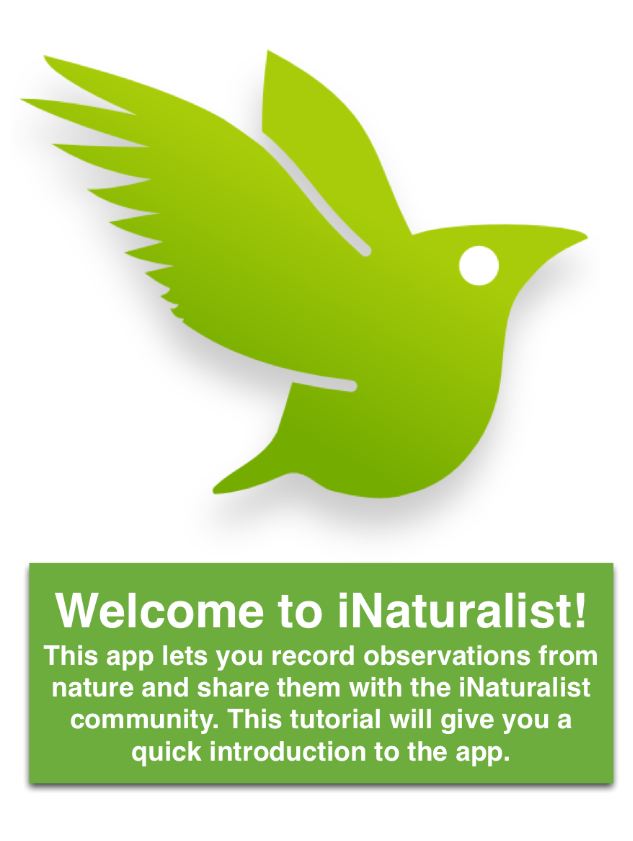 Welcome to iNaturalist!
This app lets you record observations from
nature and share them with the iNaturalist
community. This tutorial will give you a
quick introduction to the app.